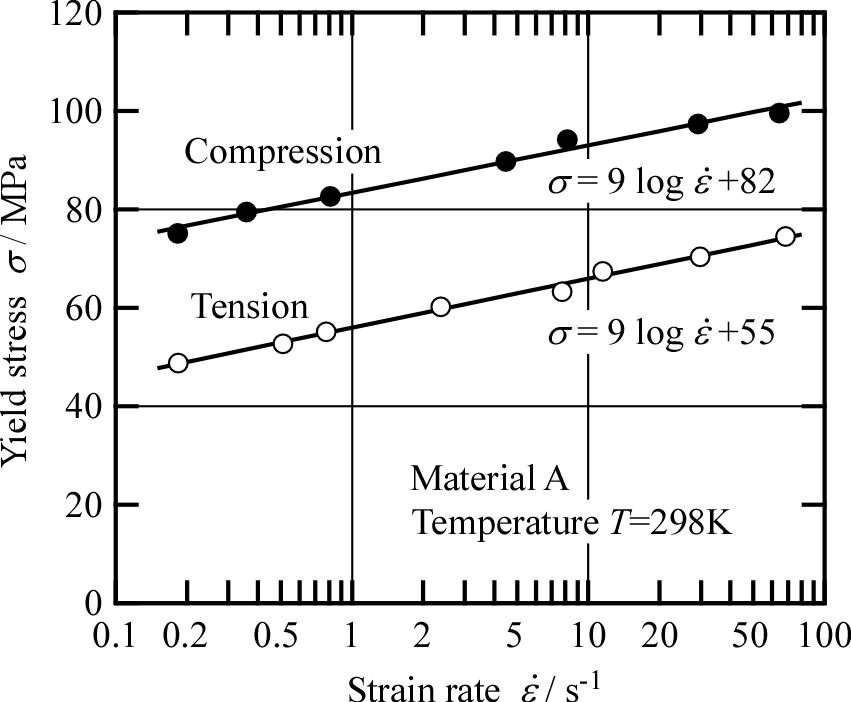 120
100
80
60
40
20
0
Yield stress σ / MPa
Compression
σ = 9 log ε̇ +82
Tension
σ = 9 log ε̇ +55
Material A
Temperature T=298K
0.1 0.2 0.5 1 2 5 10 20 50 100
Strain rate ε̇ / s⁻¹